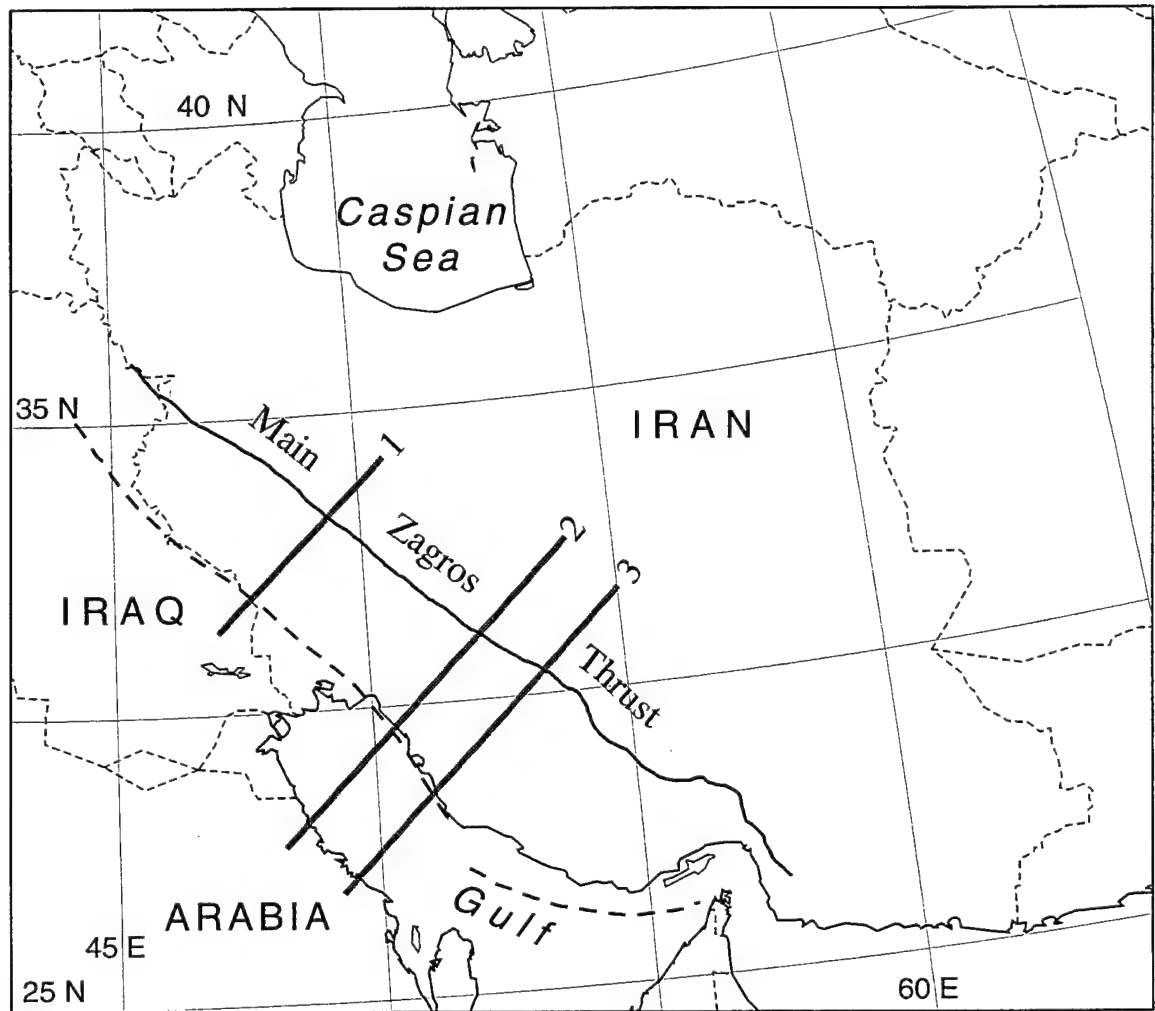 40 N
Caspian
Sea
35 N
IRAN
Main
1
Zagros
2
3
IRAQ
Thrust
ARABIA
Gulf
45 E
25 N
60 E